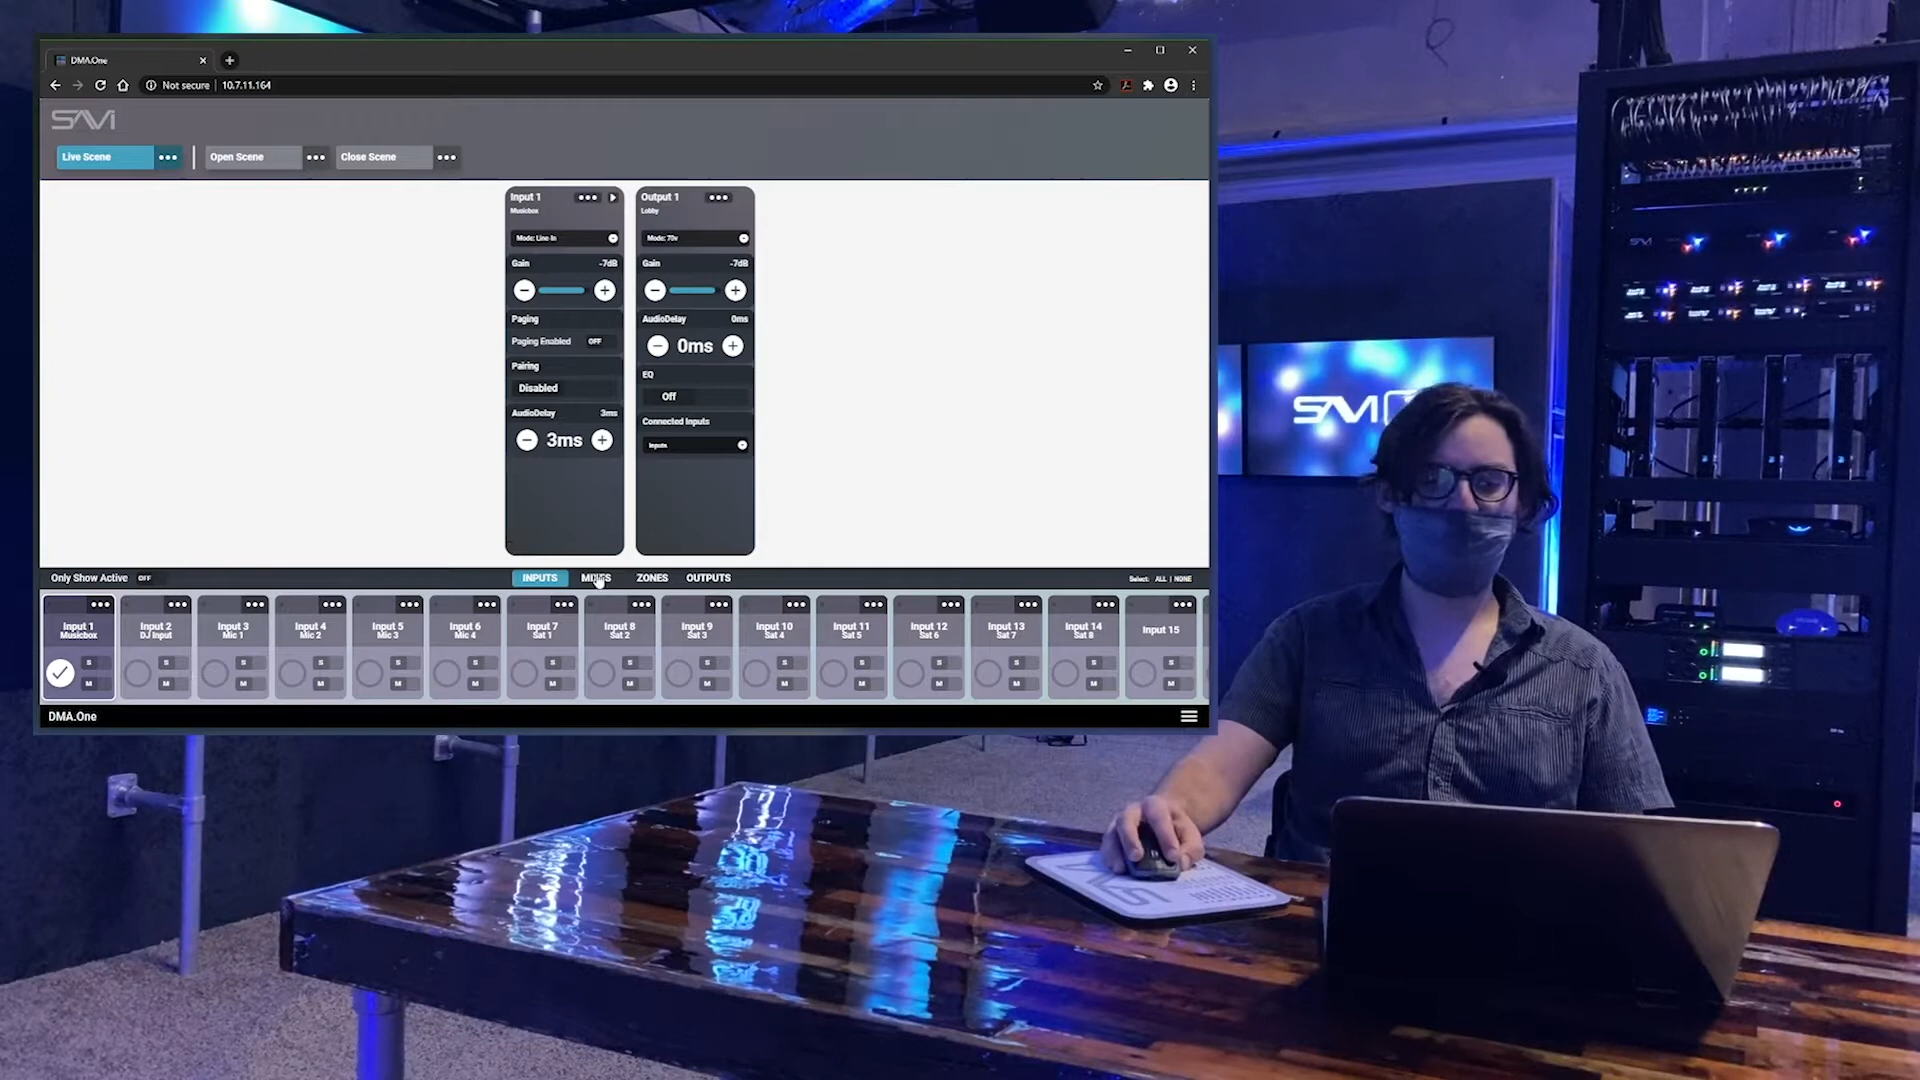 DMA.One
Not secure
10.7.11.164
SAVI
Live Scene
Open Scene
Close Scene
Input 1
Musicbox
Mode: Line-In
Gain -7dB
Paging
Paging Enabled OFF
Pairing
Disabled
AudioDelay 3ms
3ms
Output 1
Lobby
Mode: 70v
Gain -7dB
AudioDelay 0ms
0ms
EQ
Off
Connected Inputs
Inputs
Only Show Active OFF
INPUTS MIXES ZONES OUTPUTS
Select: ALL | NONE
Input 1
Musicbox
S
M
Input 2
DJ Input
S
M
Input 3
Mic 1
S
M
Input 4
Mic 2
S
M
Input 5
Mic 3
S
M
Input 6
Mic 4
S
M
Input 7
Sat 1
S
M
Input 8
Sat 2
S
M
Input 9
Sat 3
S
M
Input 10
Sat 4
S
M
Input 11
Sat 5
S
M
Input 12
Sat 6
S
M
Input 13
Sat 7
S
M
Input 14
Sat 8
S
M
Input 15
S
M
DMA.One
SAVI
SAVI